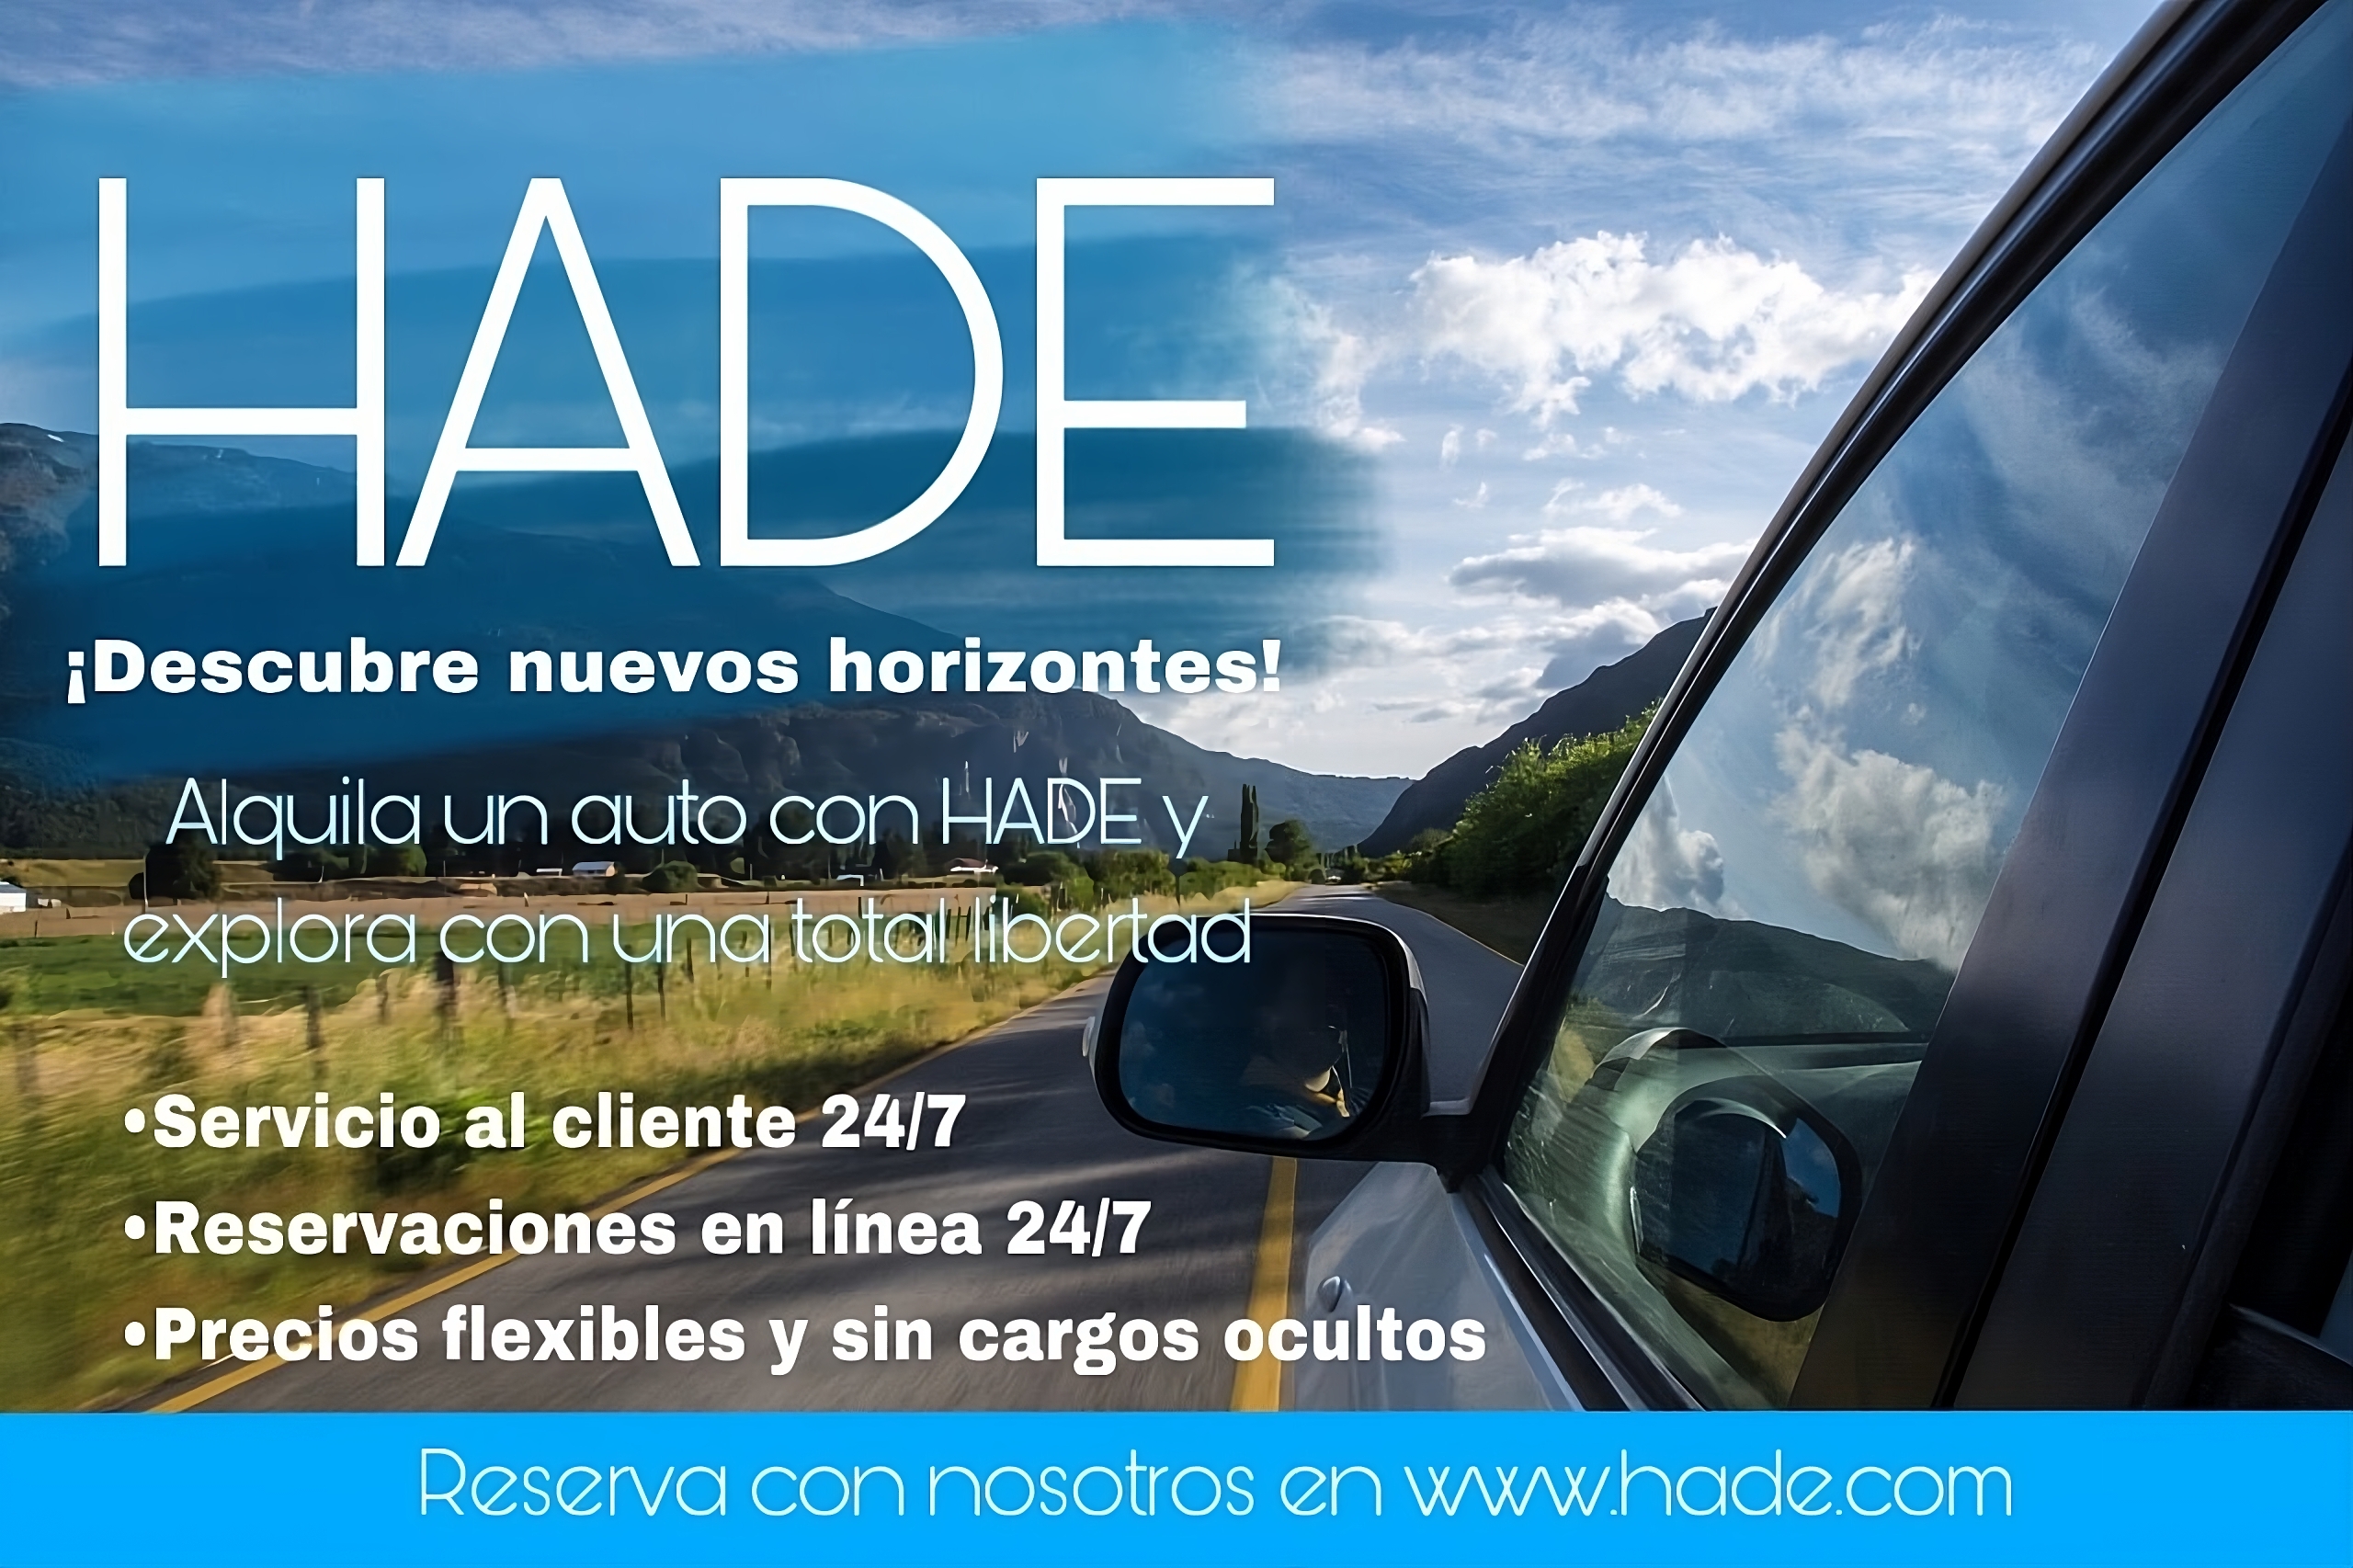 HADE
¡Descubre nuevos horizontes!
Alquila un auto con HADE y
explora con una total libertad
•Servicio al cliente 24/7
•Reservaciones en línea 24/7
•Precios flexibles y sin cargos ocultos
Reserva con nosotros en www.hade.com